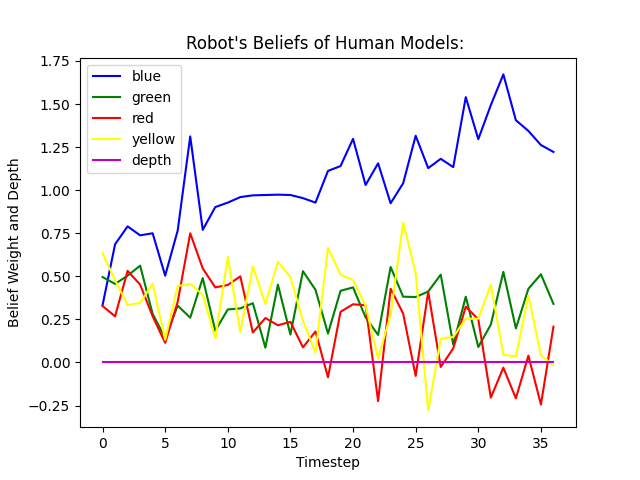 Robot's Beliefs of Human Models:
1.75
1.50
1.25
1.00
0.75
0.50
0.25
0.00
−0.25
Belief Weight and Depth
blue
green
red
yellow
depth
0 5 10 15 20 25 30 35
Timestep